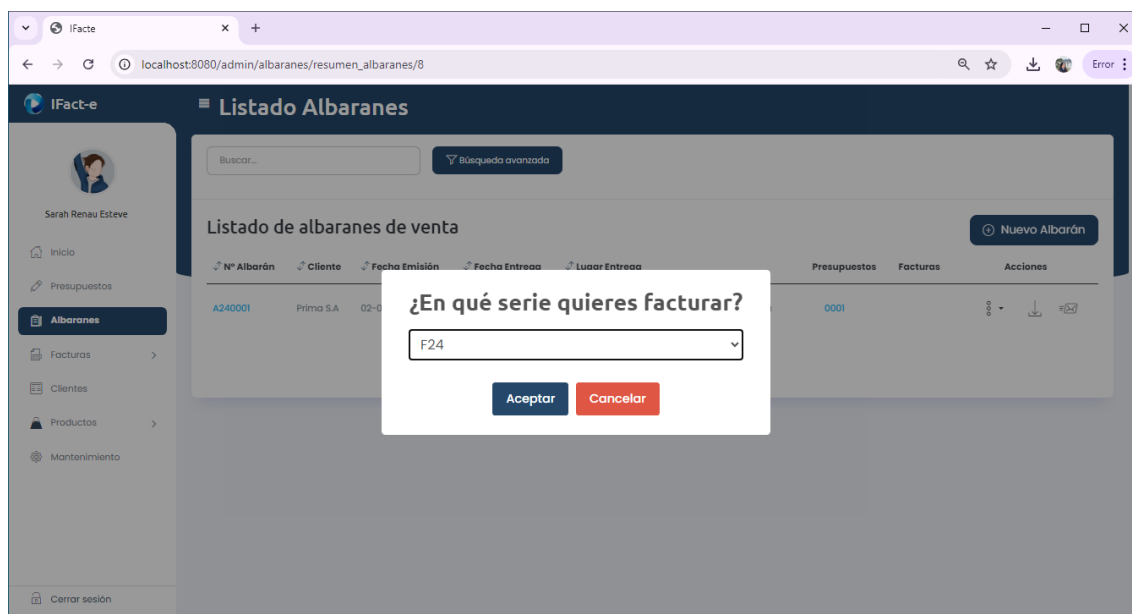 IFacte
localhost:8080/admin/albaranes/resumen_albaranes/8
Error
IFact-e
Listado Albaranes
Buscar...
Búsqueda avanzada
Sarah Renau Esteve
Inicio
Presupuestos
Albaranes
Facturas
Clientes
Productos
Mantenimiento
Cerrar sesión
Listado de albaranes de venta
Nuevo Albarán
Nº Albarán Cliente Fecha Emisión Fecha Entrega Lugar Entrega Presupuestos Facturas Acciones
A240001 Prima S.A 02-0 0001
¿En qué serie quieres facturar?
F24
Aceptar Cancelar